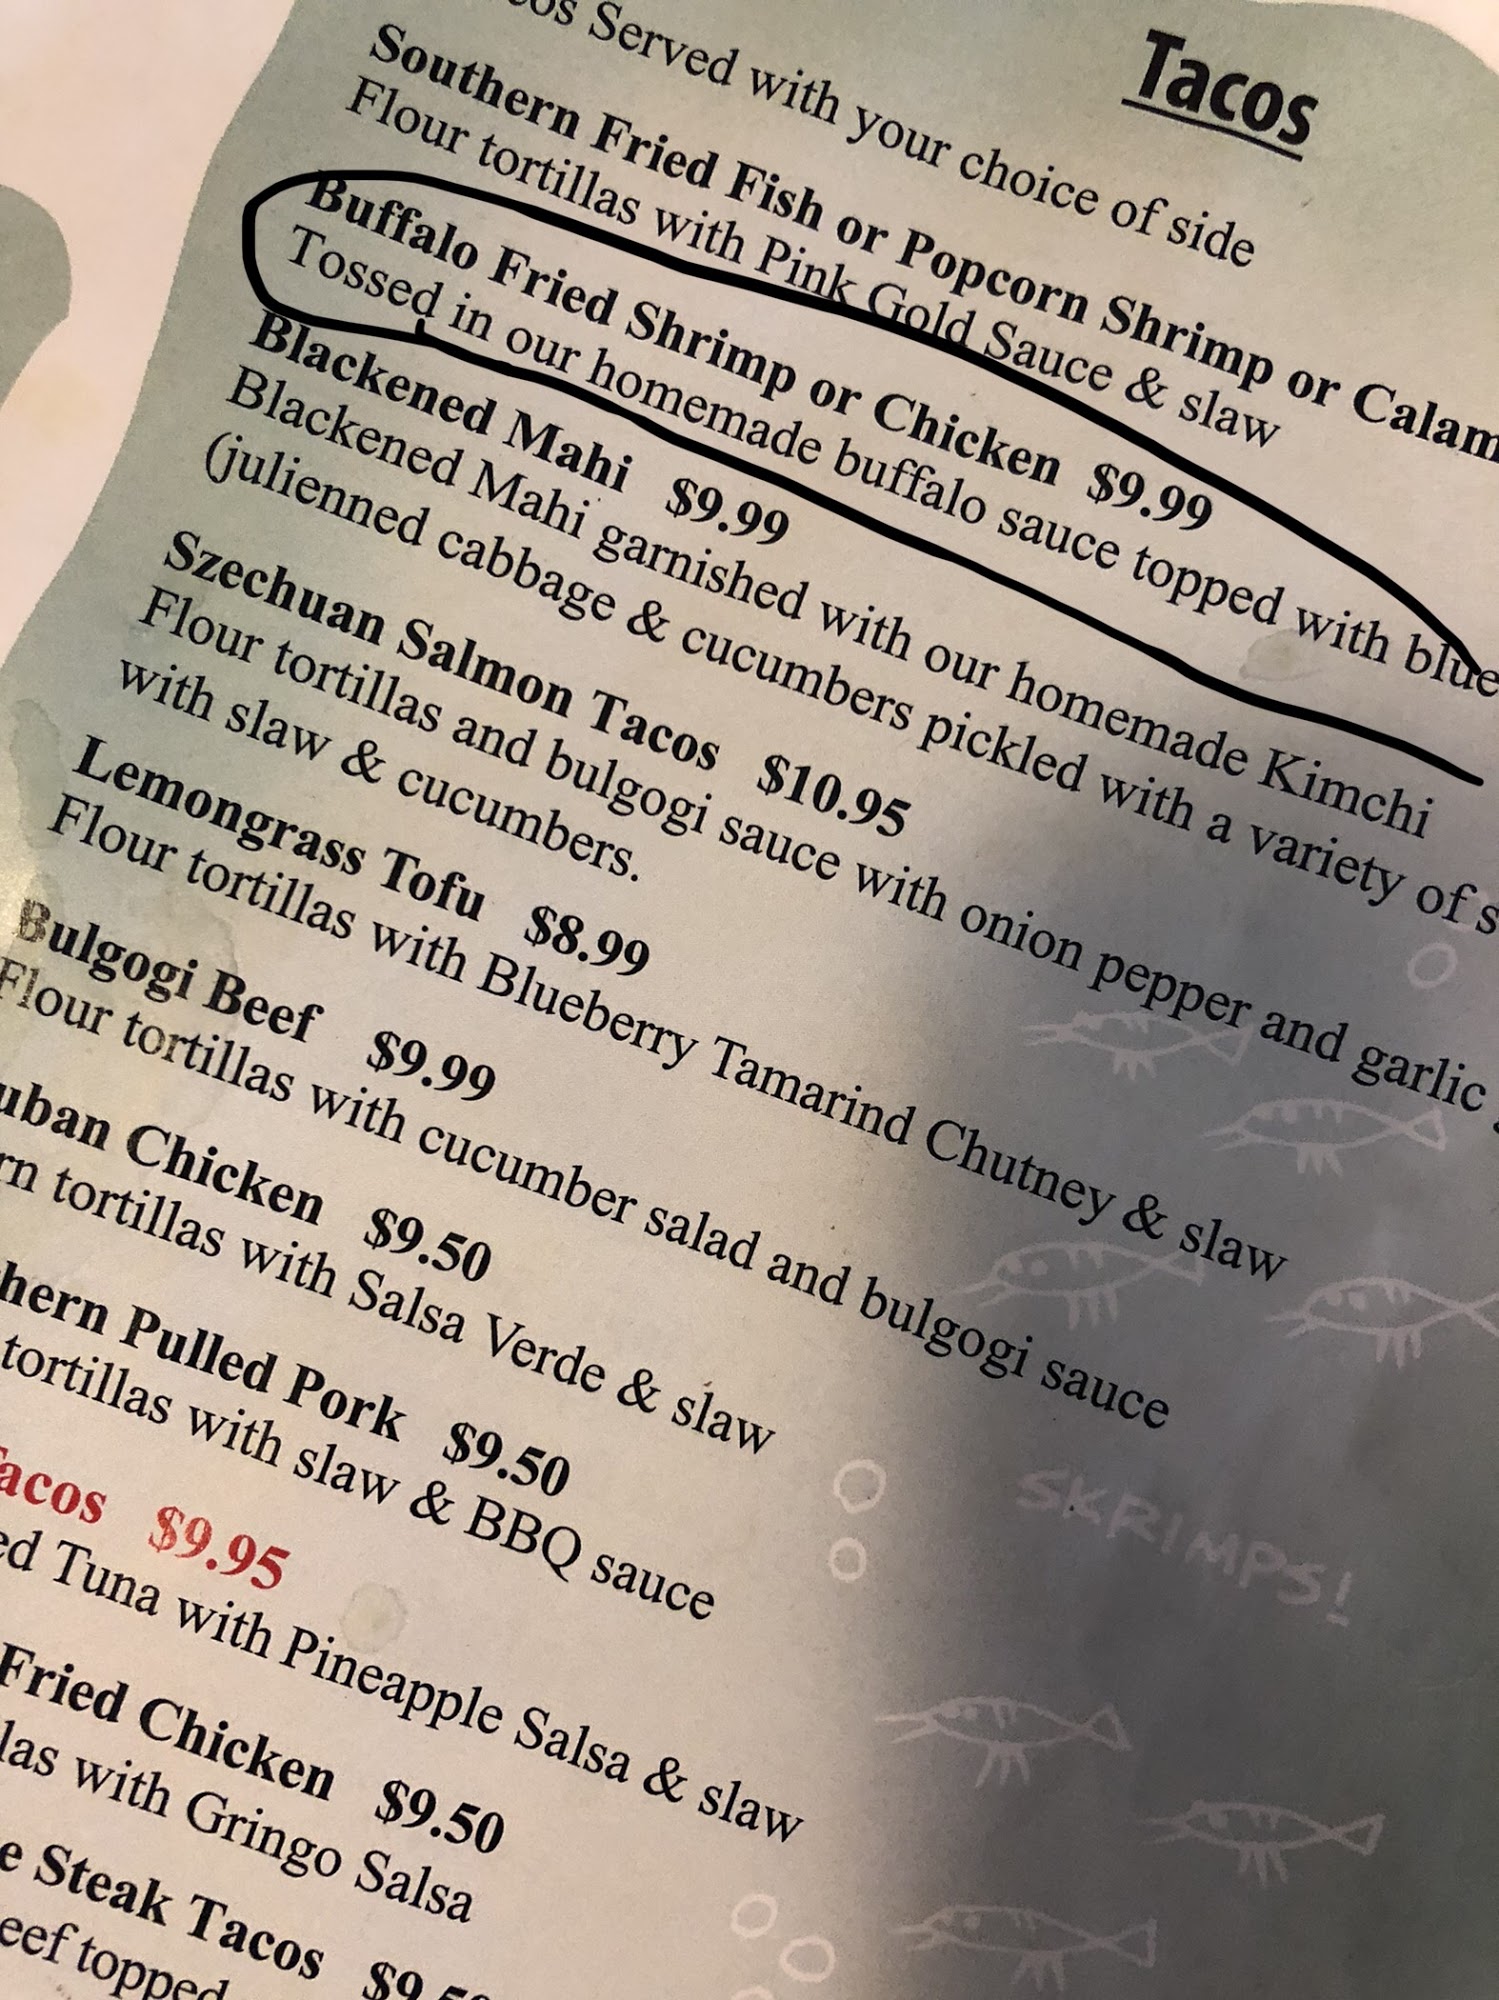 Tacos
Served with your choice of side
Southern Fried Fish or Popcorn Shrimp or
Flour tortillas with Pink Gold Sauce & slaw
Buffalo Fried Shrimp or Chicken $9.99
Tossed in our homemade buffalo sauce topped with blue
Blackened Mahi $9.99
Blackened Mahi garnished with our homemade Kimchi
(julienned cabbage & cucumbers pickled with a variety of
Szechuan Salmon Tacos $10.95
Flour tortillas and bulgogi sauce with onion pepper and garlic
with slaw & cucumbers.
Lemongrass Tofu $8.99
Flour tortillas with Blueberry Tamarind Chutney & slaw
Bulgogi Beef $9.99
Flour tortillas with cucumber salad and bulgogi sauce
Chicken $9.50
tortillas with Salsa Verde & slaw
Pulled Pork $9.50
tortillas with slaw & BBQ sauce
SKRIMPS!
$9.95
Tuna with Pineapple Salsa & slaw
Fried Chicken $9.50
with Gringo Salsa
Steak Tacos
topped